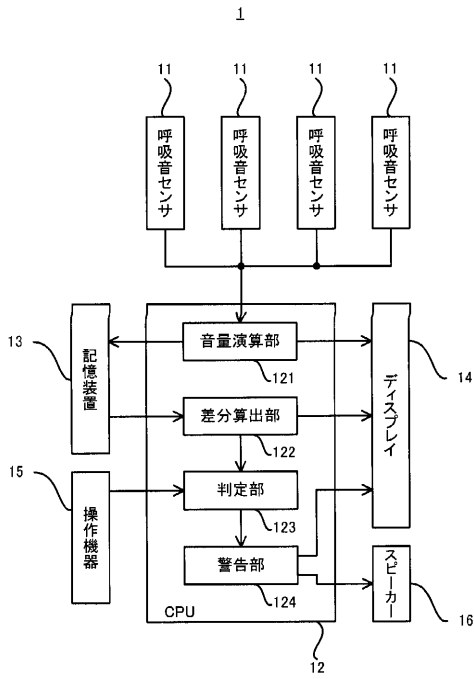 1
11
11
11
11
呼吸音センサ
呼吸音センサ
呼吸音センサ
呼吸音センサ
13
記憶装置
音量演算部
121
ディスプレイ
14
差分算出部
122
15
操作機器
判定部
123
警告部
124
スピーカー
16
CPU
12